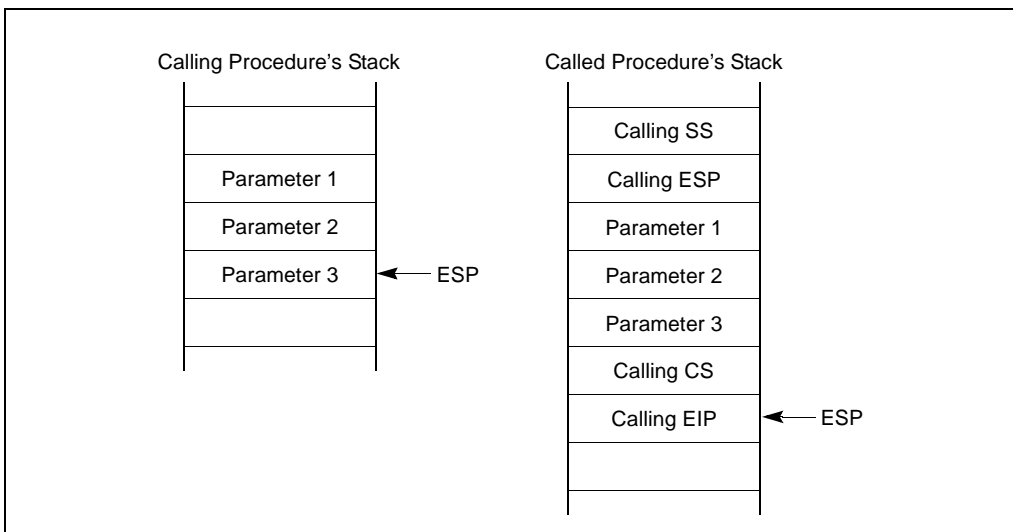 Calling Procedure's Stack
Parameter 1
Parameter 2
Parameter 3
ESP
Called Procedure's Stack
Calling SS
Calling ESP
Parameter 1
Parameter 2
Parameter 3
Calling CS
Calling EIP
ESP